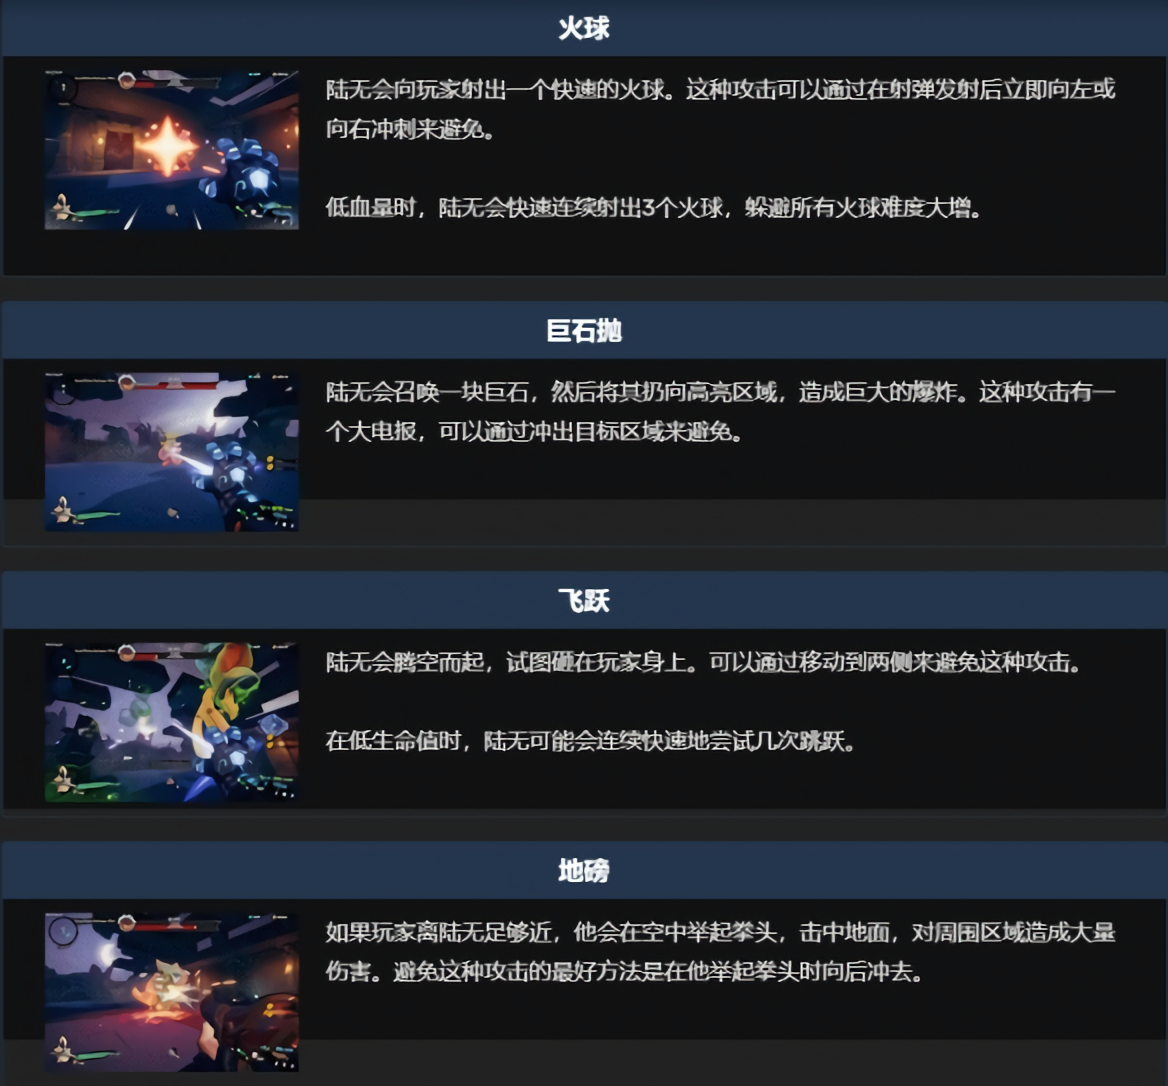 火球
陆无会向玩家射出一个快速的火球。这种攻击可以通过在射弹发射后立即向左或
向右冲刺来避免。
低血量时，陆无会快速连续射出3个火球，躲避所有火球难度大增。
巨石抛
陆无会召唤一块巨石，然后将其扔向高亮区域，造成巨大的爆炸。这种攻击有一
个大电报，可以通过冲出目标区域来避免。
飞跃
陆无会腾空而起，试图砸在玩家身上。可以通过移动到两侧来避免这种攻击。
在低生命值时，陆无可能会连续快速地尝试几次跳跃。
地磅
如果玩家离陆无足够近，他会在空中举起拳头，击中地面，对周围区域造成大量
伤害。避免这种攻击的最好方法是在他举起拳头时向后冲去。